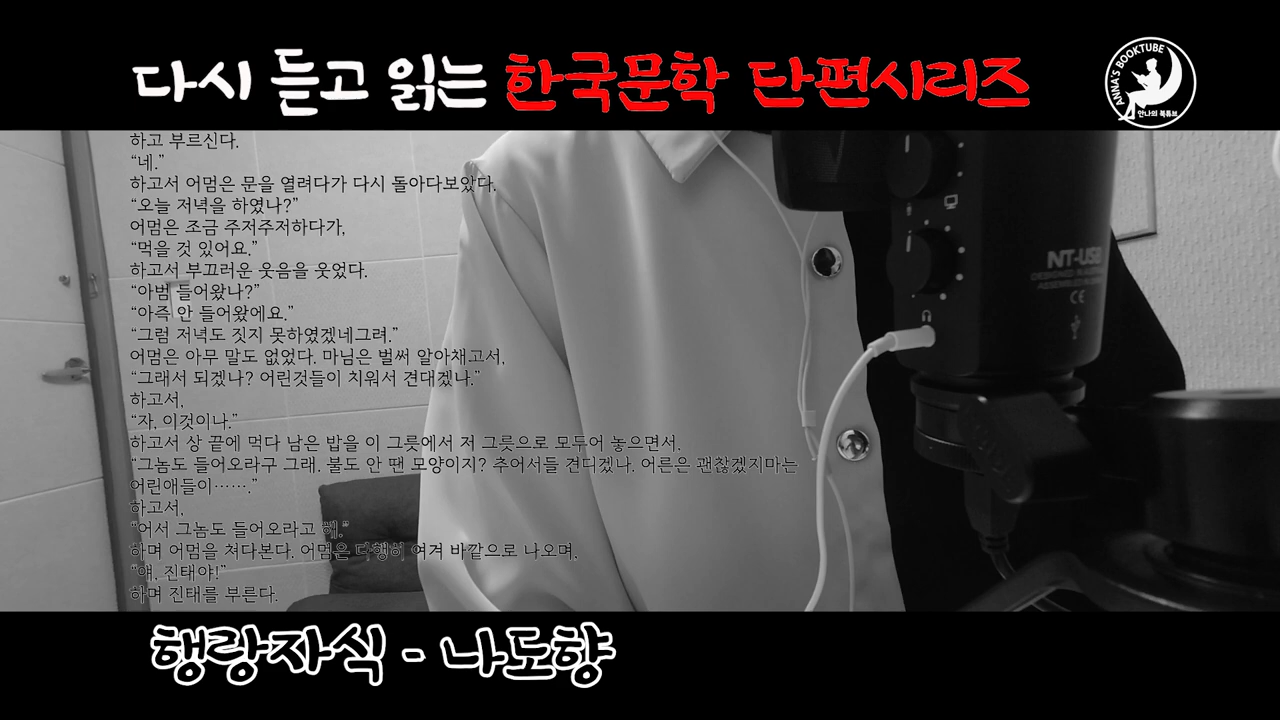 다시 듣고 읽는 한국문학 단편시리즈
ANNA'S BOOKTUBE
안나의 북튜브
하고 부르신다.
“네.”
하고서 어멈은 문을 열려다가 다시 돌아다보았다.
“오늘 저녁을 하였나?”
어멈은 조금 주저주저하다가,
“먹을 것 있어요.”
하고서 부끄러운 웃음을 웃었다.
“아범 들어왔나?”
“아즉 안 들어왔에요.”
“그럼 저녁도 짓지 못하였겠네그려.”
어멈은 아무 말도 없었다. 마님은 벌써 알아채고서,
“그래서 되겠나? 어린것들이 치워서 견대겠나.”
하고서,
“자, 이것이나.”
하고서 상 끝에 먹다 남은 밥을 이 그릇에서 저 그릇으로 모두어 놓으면서,
“그놈도 들어오라구 그래. 불도 안 땐 모양이지? 추어서들 견디겠나. 어른은 괜찮겠지마는
어린애들이…….”
하고서,
“어서 그놈도 들어오라고 해.”
하며 어멈을 쳐다본다. 어멈은 다행히 여겨 바깥으로 나오며,
“얘, 진태야!”
하며 진태를 부른다.
NT-USB
CE
행랑자식 - 나도향